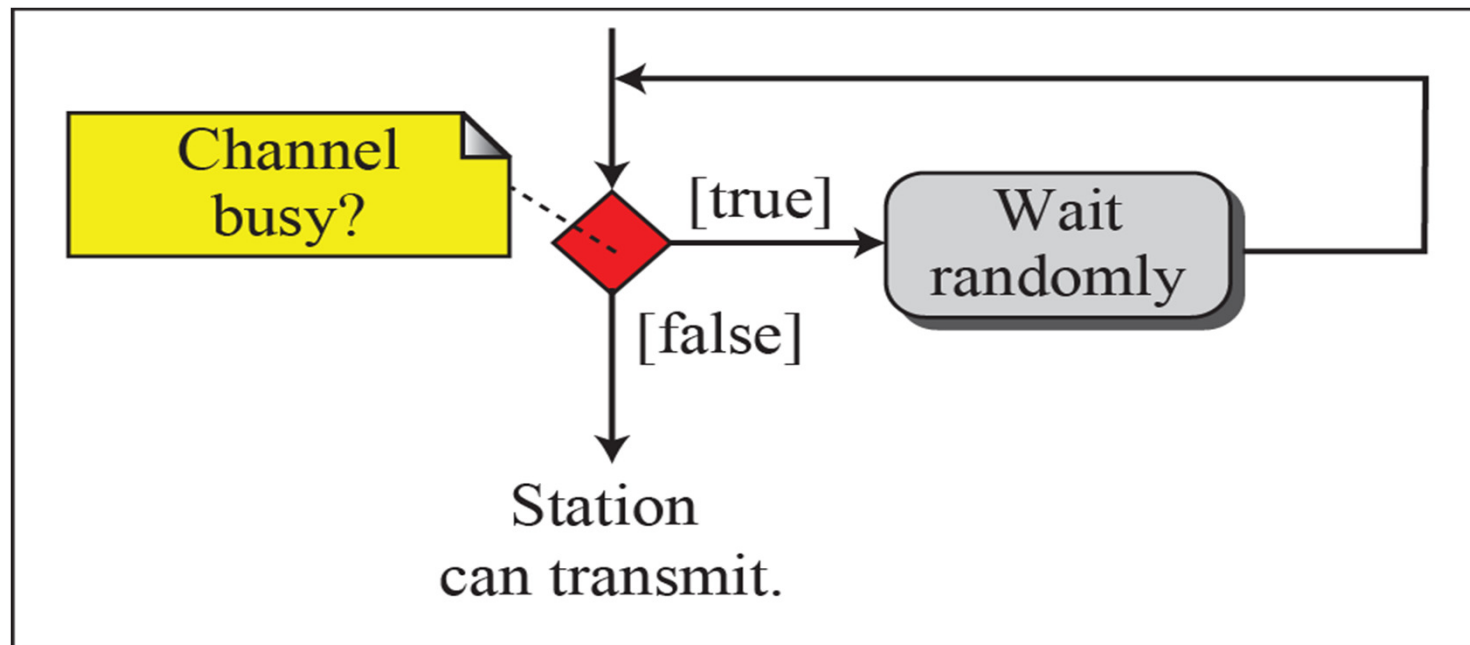 Channel
busy?
[true]
Wait
randomly
[false]
Station
can transmit.